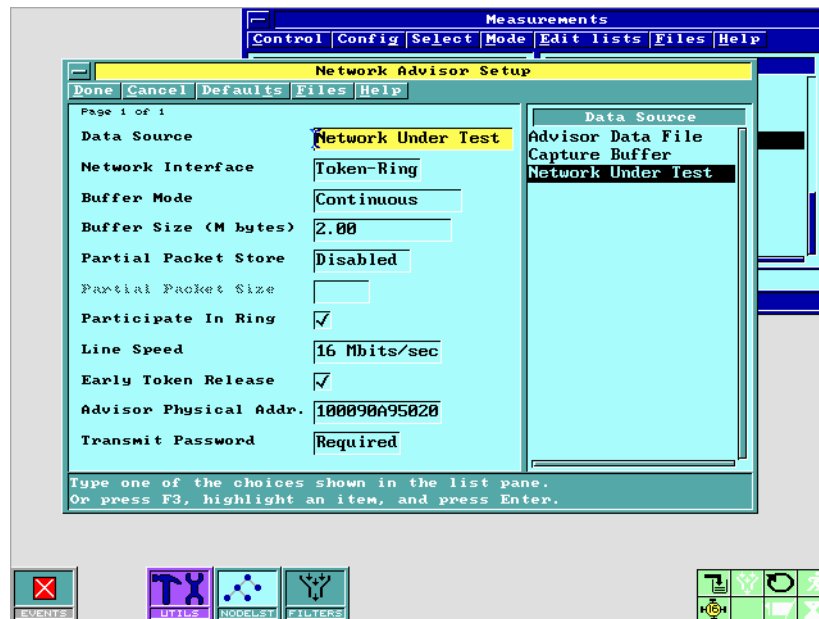 Measurements
Control Config Select Mode Edit lists Files Help
Network Advisor Setup
Done Cancel Defaults Files Help
Page 1 of 1
Data Source Network Under Test
Network Interface Token-Ring
Buffer Mode Continuous
Buffer Size (M bytes) 2.00
Partial Packet Store Disabled
Partial Packet Size
Participate In Ring
Line Speed 16 Mbits/sec
Early Token Release
Advisor Physical Addr. 100090A95020
Transmit Password Required
Data Source
Advisor Data File
Capture Buffer
Network Under Test
Type one of the choices shown in the list pane.
Or press F3, highlight an item, and press Enter.
EVENTS
UTILS
NODELST
FILTERS
16